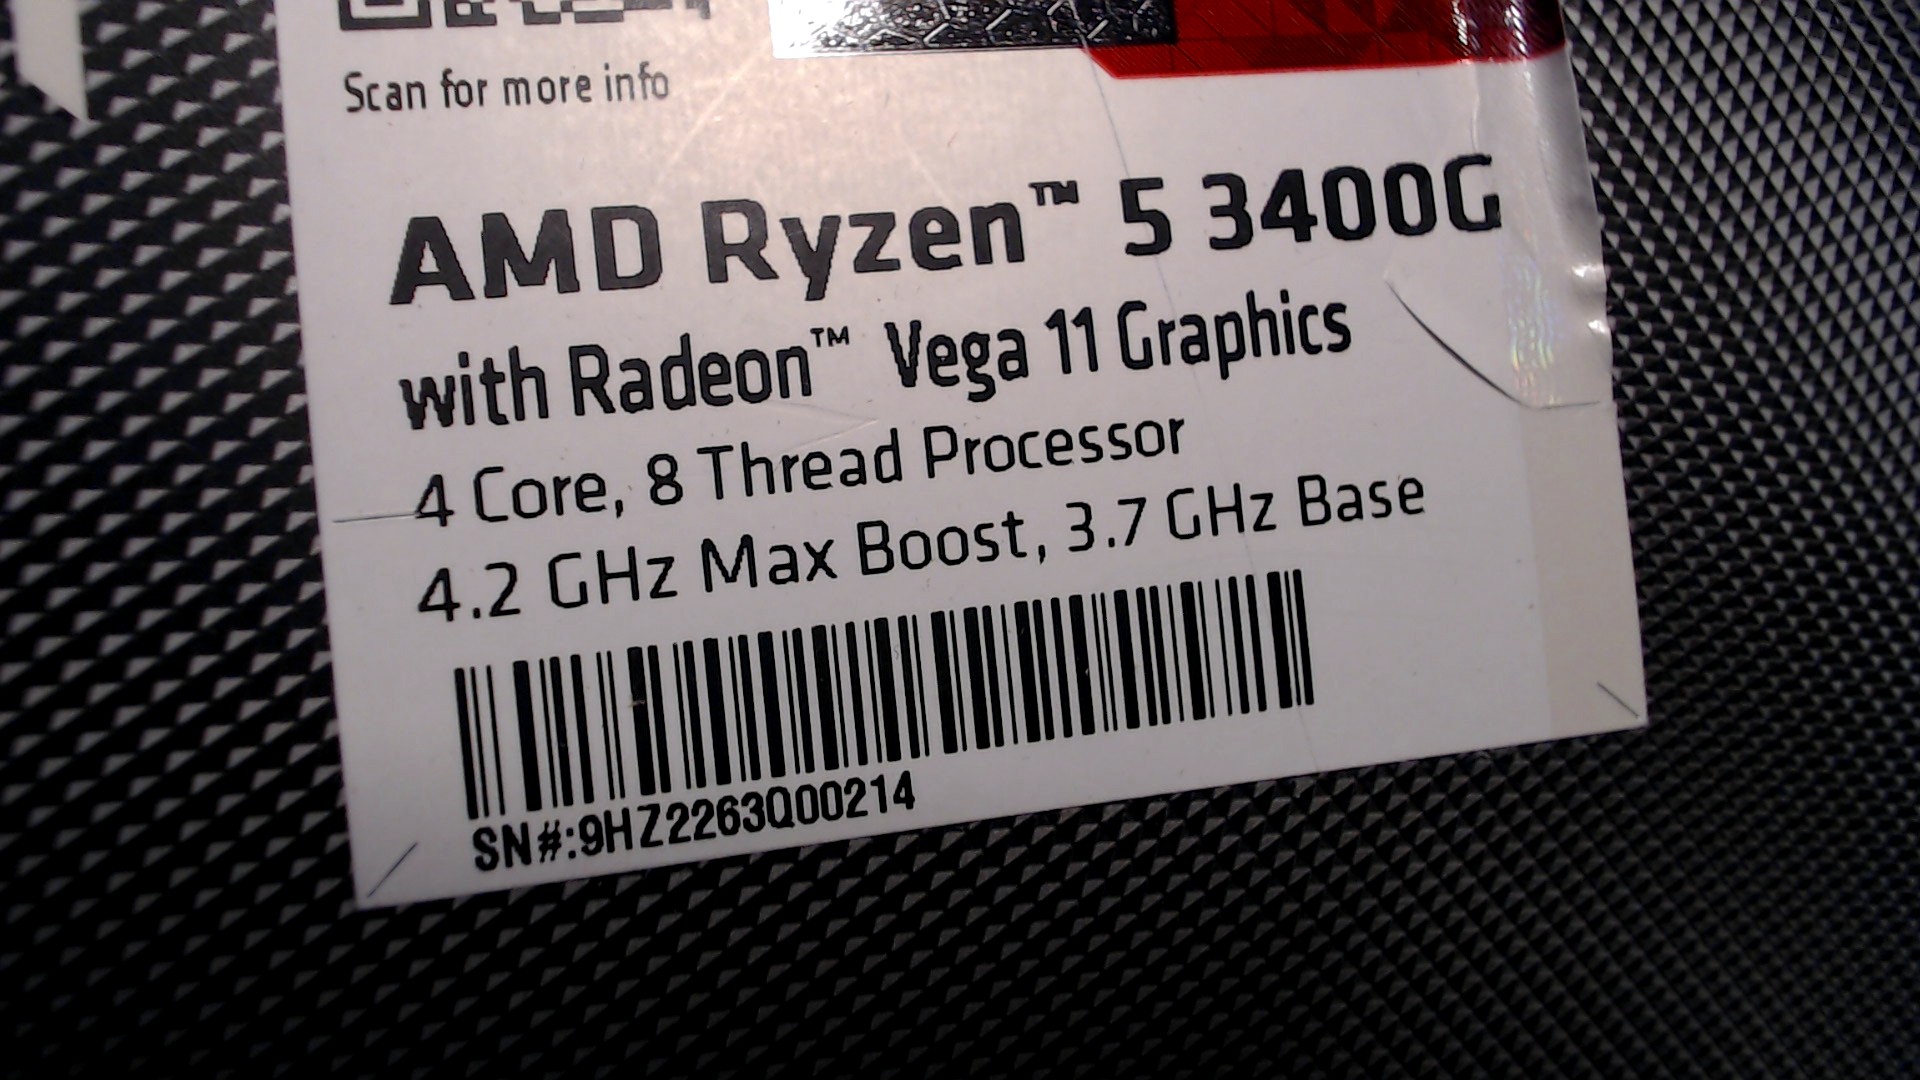 Scan for more info
AMD Ryzen™ 5 3400G
with Radeon™ Vega 11 Graphics
4 Core, 8 Thread Processor
4.2 GHz Max Boost, 3.7 GHz Base
SN#:9HZ2263Q00214